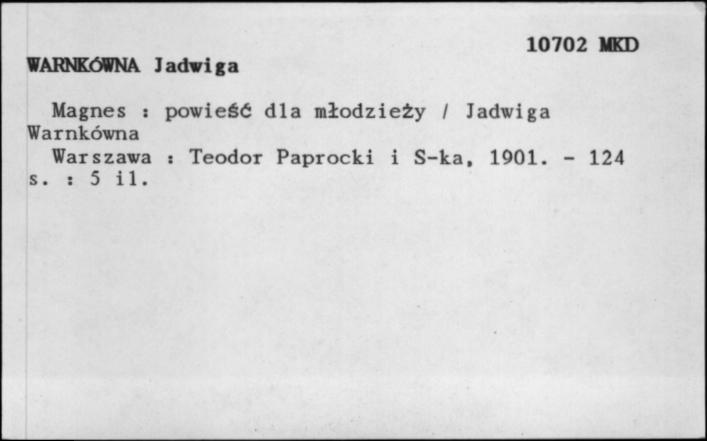 10702 MKD
WARNKÓWNA Jadwiga
Magnes : powieść dla młodzieży / Jadwiga
Warnkówna
Warszawa : Teodor Paprocki i S-ka, 1901. - 124
s. : 5 il.